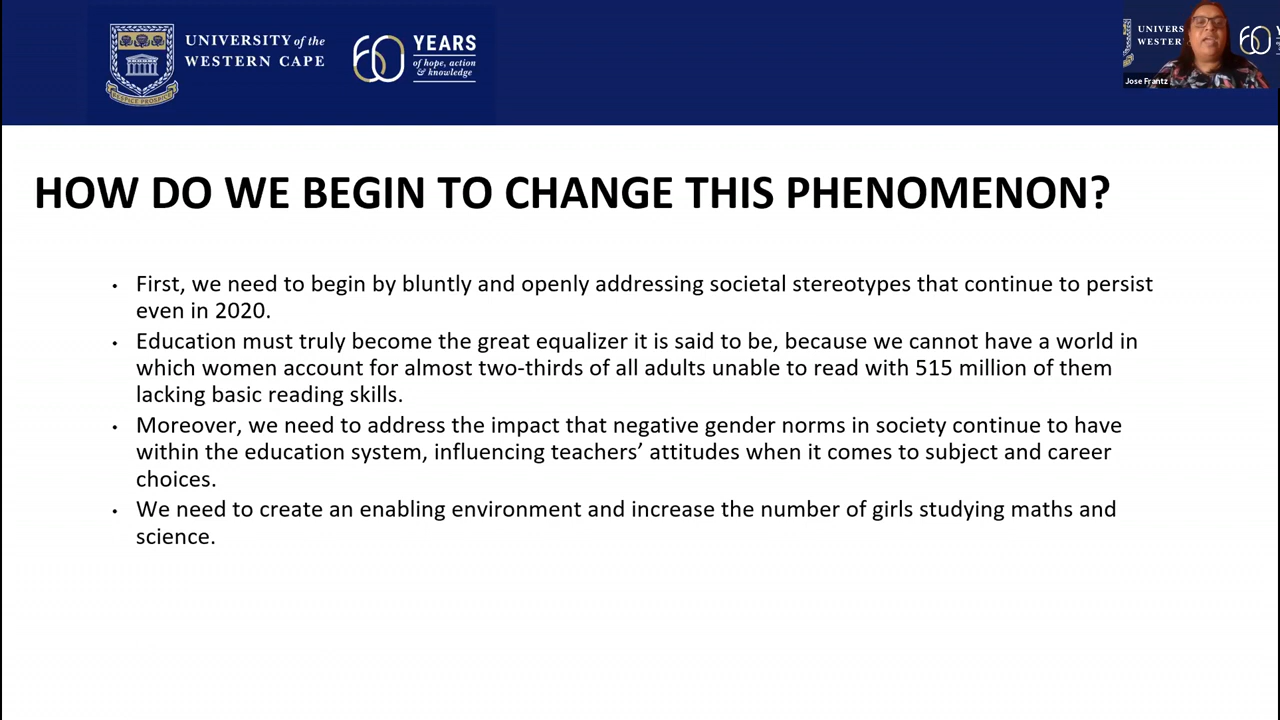 UNIVERSITY of the
WESTERN CAPE
60 YEARS
of hope, action
& knowledge
Jose Frantz
HOW DO WE BEGIN TO CHANGE THIS PHENOMENON?
• First, we need to begin by bluntly and openly addressing societal stereotypes that continue to persist
even in 2020.
• Education must truly become the great equalizer it is said to be, because we cannot have a world in
which women account for almost two-thirds of all adults unable to read with 515 million of them
lacking basic reading skills.
• Moreover, we need to address the impact that negative gender norms in society continue to have
within the education system, influencing teachers’ attitudes when it comes to subject and career
choices.
• We need to create an enabling environment and increase the number of girls studying maths and
science.